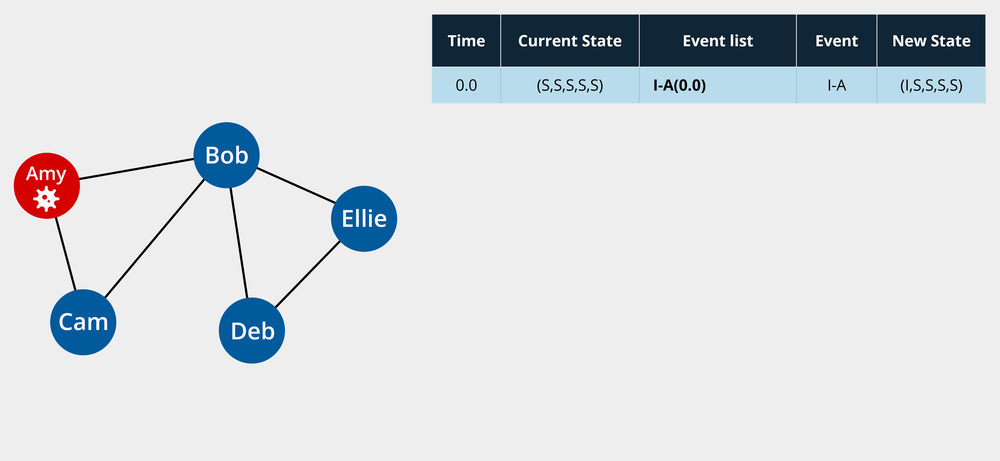 Time Current State Event list Event New State
0.0 (S,S,S,S,S) I-A(0.0) I-A (I,S,S,S,S)
Bob
Amy
Ellie
Cam
Deb